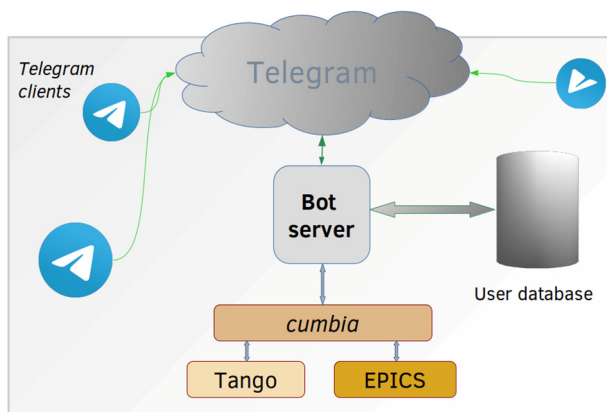 Telegram
clients
Telegram
Bot
server
User database
cumbia
Tango
EPICS